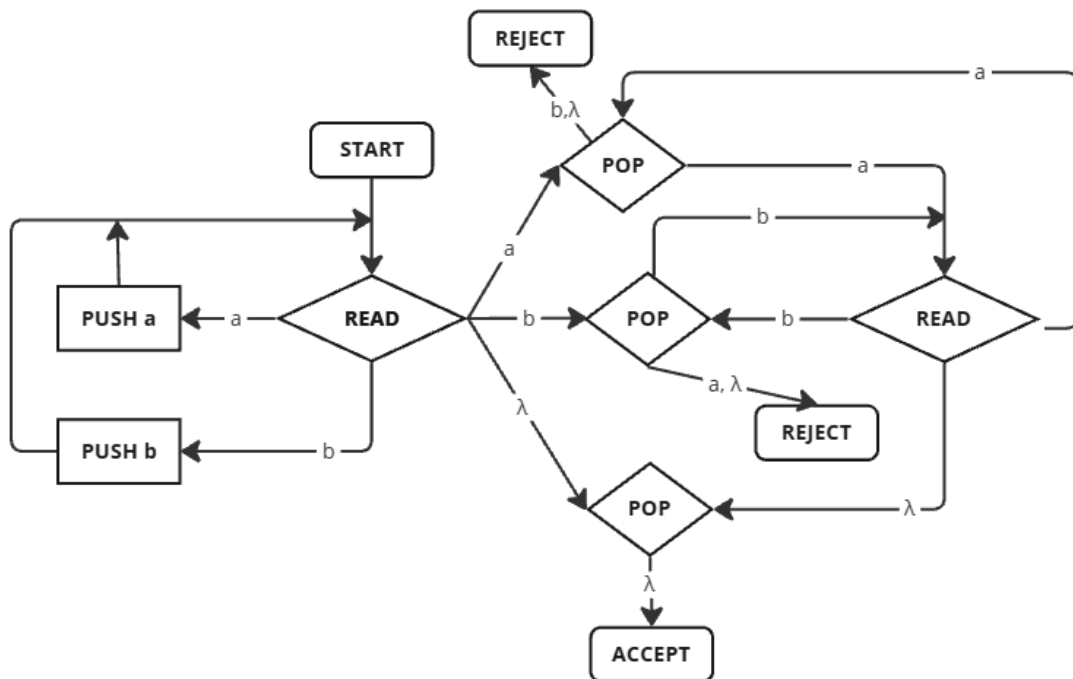 REJECT
a
b,λ
START
POP
a
b
a
PUSH a
a
READ
b
POP
b
READ
a, λ
λ
REJECT
PUSH b
b
POP
λ
λ
ACCEPT